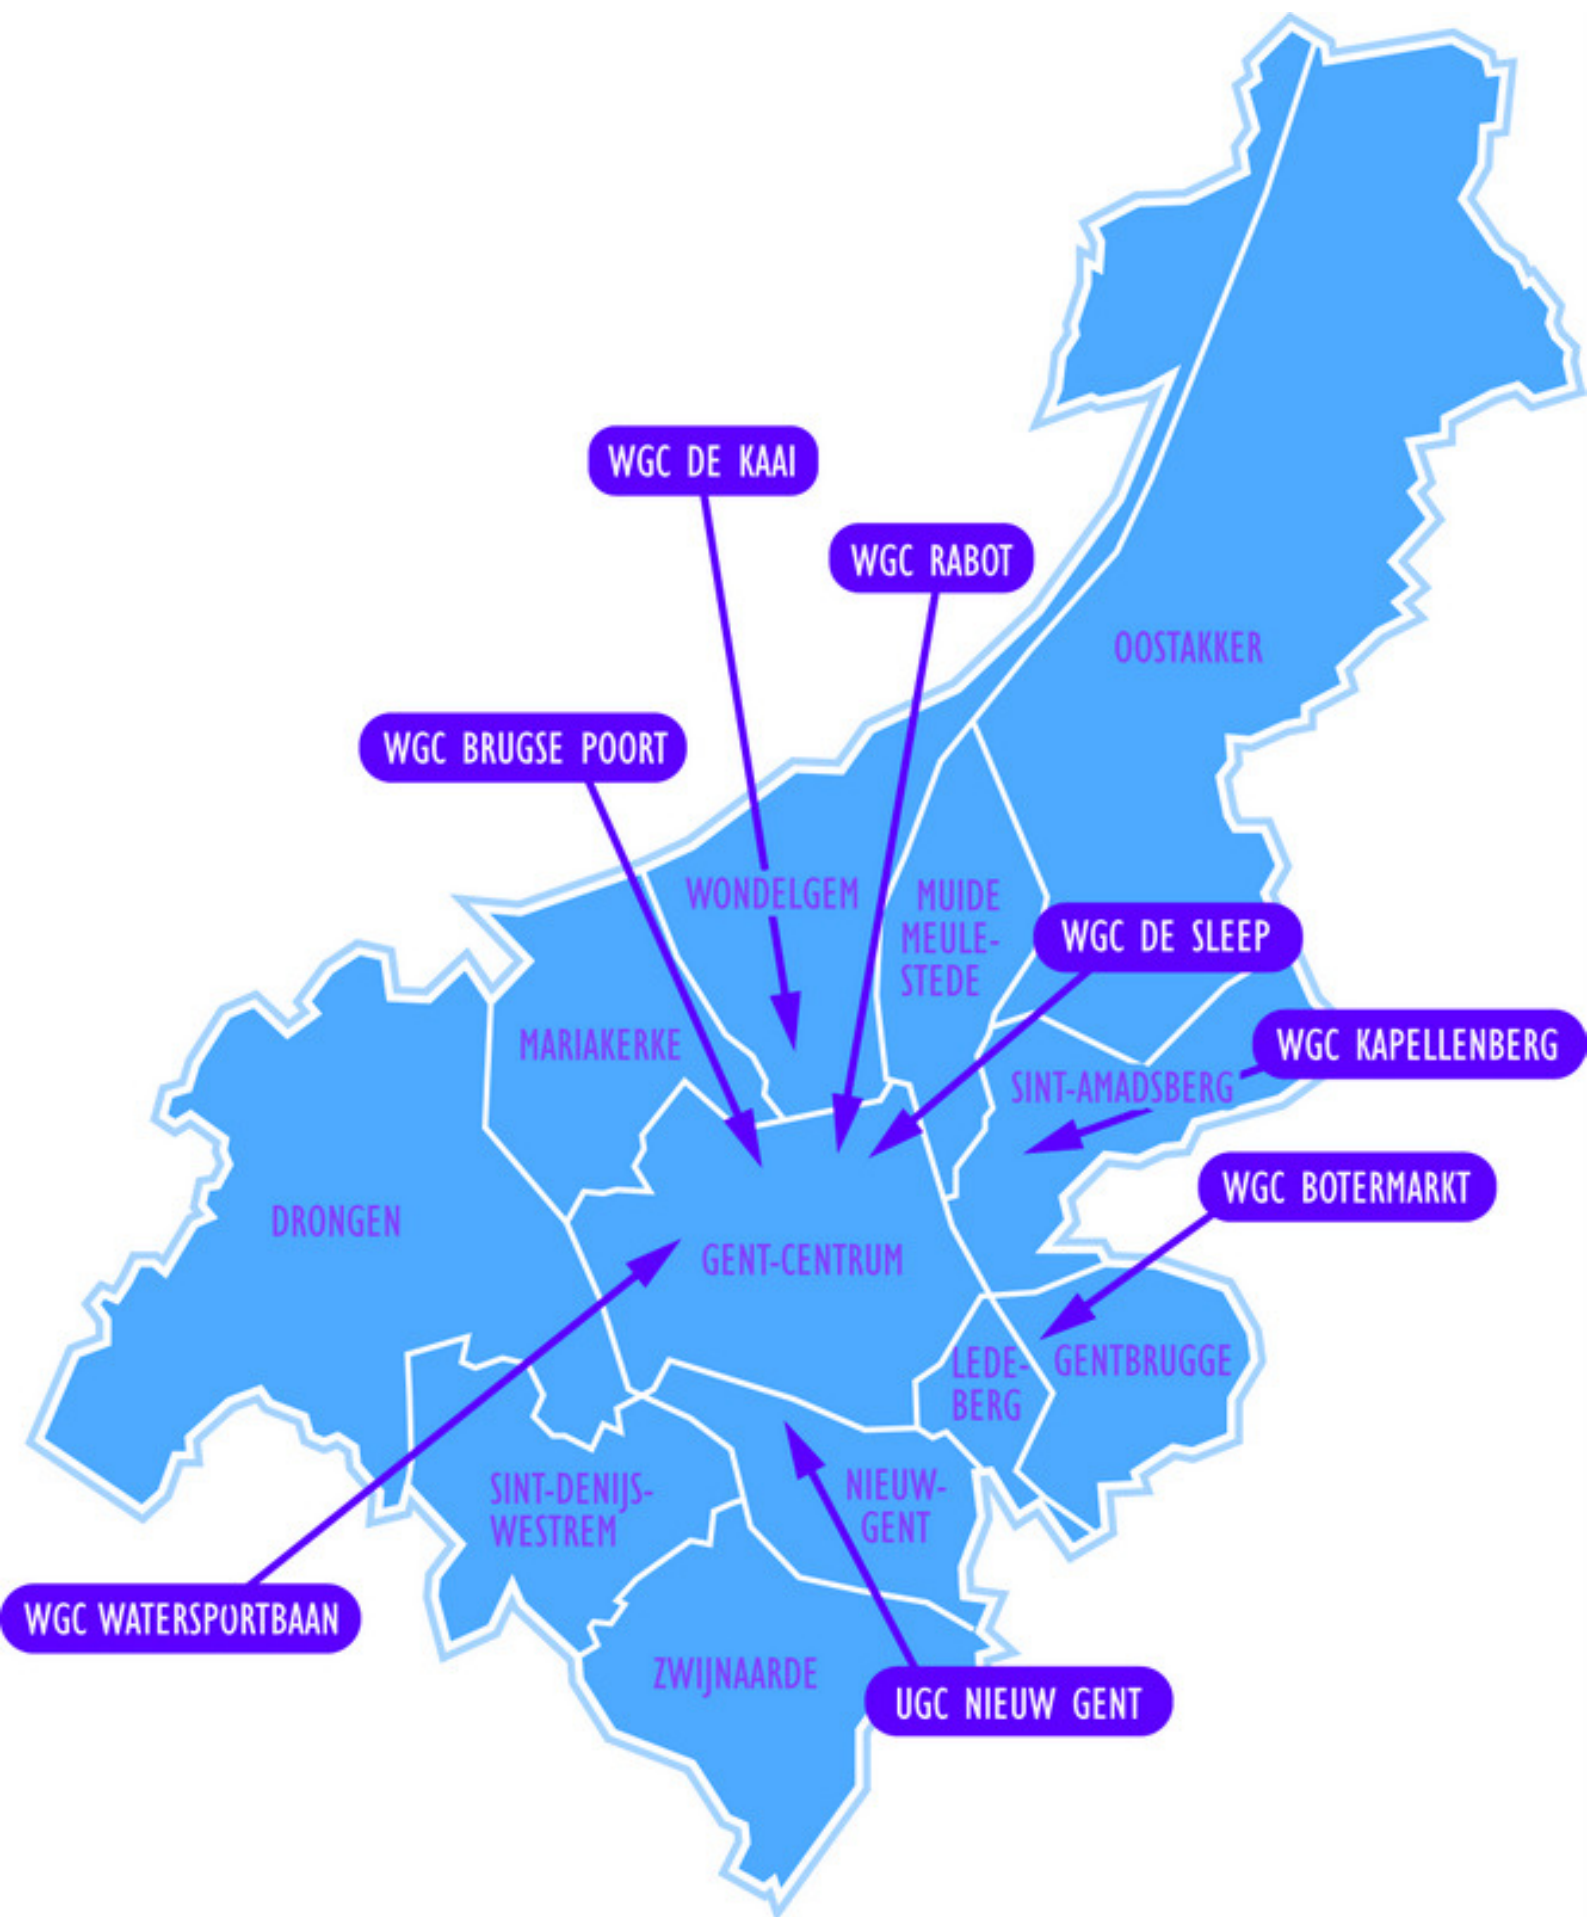 WGC DE KAAI
WGC RABOT
OOSTAKKER
WGC BRUGSE POORT
WONDELGEM
MUIDE
MEULE-
STEDE
WGC DE SLEEP
MARIAKERKE
WGC KAPELLENBERG
SINT-AMADSBERG
WGC BOTERMARKT
DRONGEN
GENT-CENTRUM
LEDE-
BERG
GENTBRUGGE
SINT-DENIJS-
WESTREM
NIEUW-
GENT
WGC WATERSPORTBAAN
ZWIJNAARDE
UGC NIEUW GENT